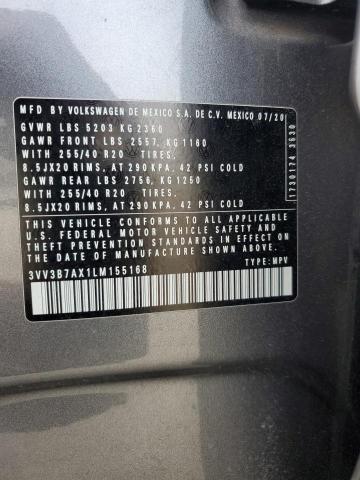 MFD BY VOLKSWAGEN DE MEXICO S.A. DE C.V. MEXICO 07/20
GVWR LBS 5203 KG 2360
GAWR FRONT LBS 2557, KG 1160
WITH 255/40 R20 TIRES.
8.5JX20 RIMS, AT 290 KPA, 42 PSI COLD
GAWR REAR LBS 2756, KG 1250
WITH 255/40 R20 TIRES.
8.5JX20 RIMS, AT 290 KPA, 42 PSI COLD
THIS VEHICLE CONFORMS TO ALL APPLICABLE
U.S. FEDERAL MOTOR VEHICLE SAFETY AND
THEFT PREVENTION STANDARDS IN EFFECT ON
THE DATE OF MANUFACTURE.
3VV3B7AX1LM155168 TYPE: MPV
1730174 3530